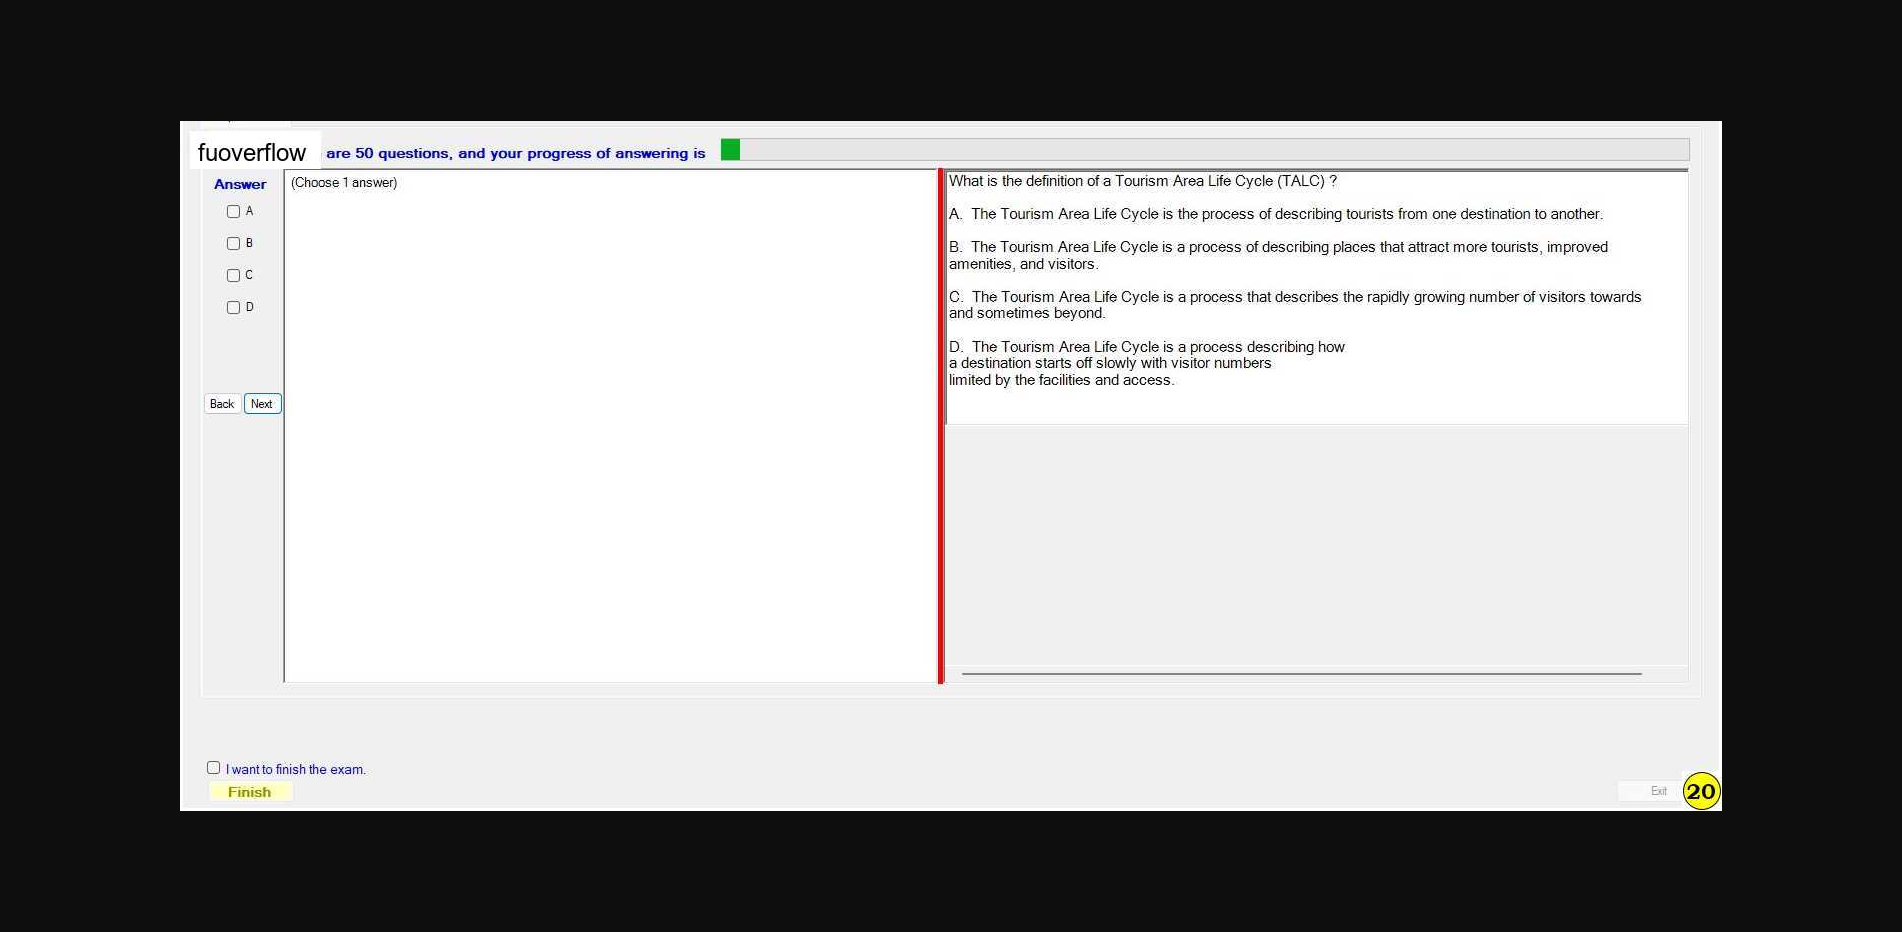 fuoverflow are 50 questions, and your progress of answering is
Answer
(Choose 1 answer)
A
B
C
D
Back Next
What is the definition of a Tourism Area Life Cycle (TALC) ?
A. The Tourism Area Life Cycle is the process of describing tourists from one destination to another.
B. The Tourism Area Life Cycle is a process of describing places that attract more tourists, improved
amenities, and visitors.
C. The Tourism Area Life Cycle is a process that describes the rapidly growing number of visitors towards
and sometimes beyond.
D. The Tourism Area Life Cycle is a process describing how
a destination starts off slowly with visitor numbers
limited by the facilities and access.
I want to finish the exam.
Finish
Exit
20